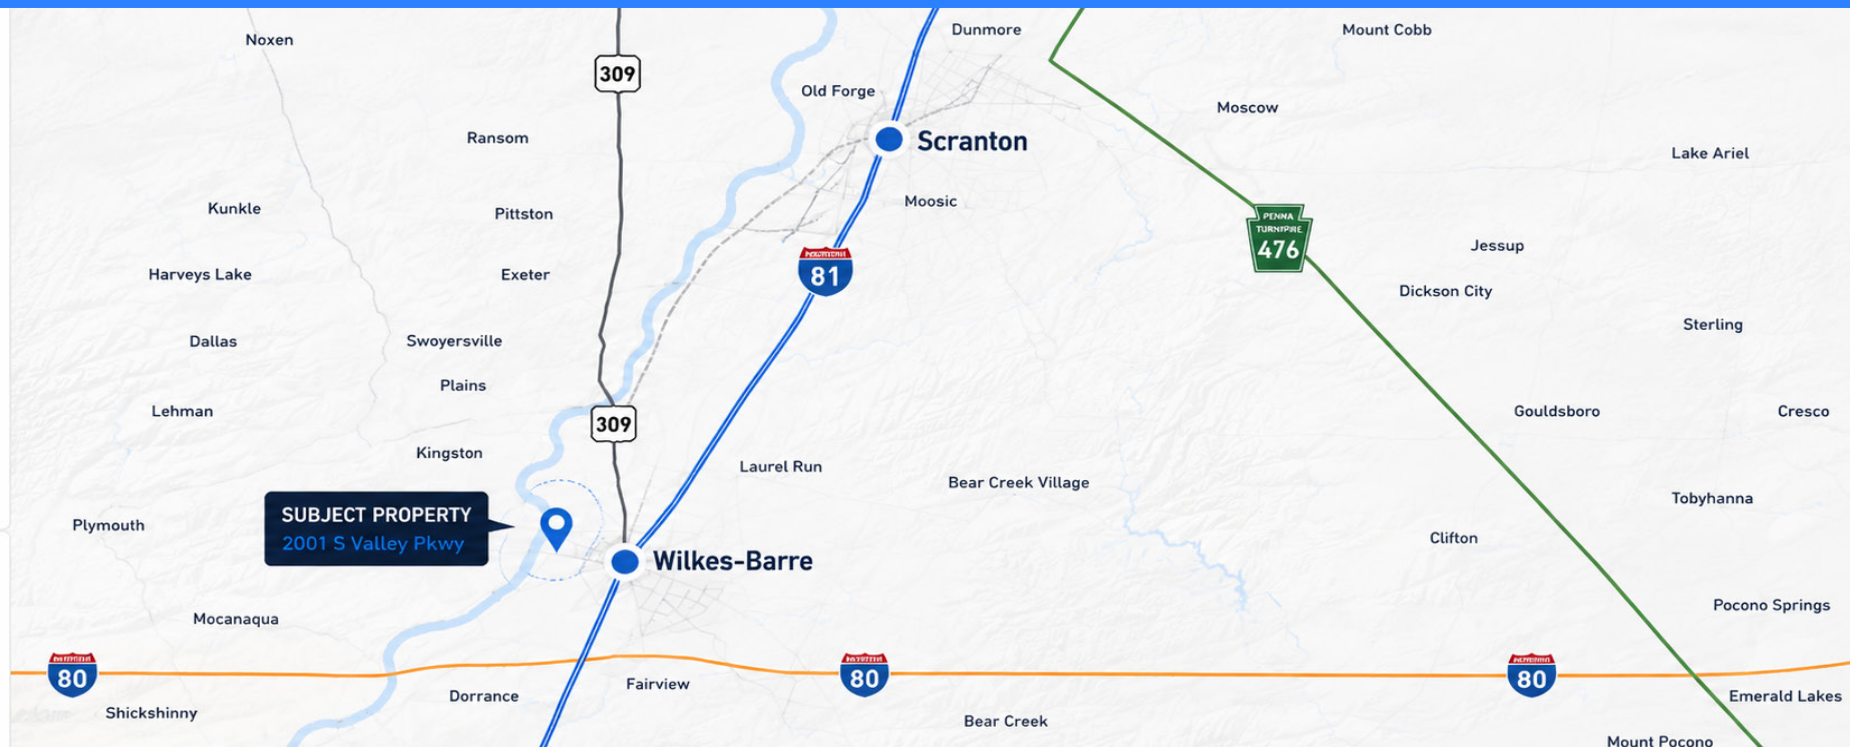 Noxen
309
Dunmore
Mount Cobb
Old Forge
Moscow
Ransom
Scranton
Lake Ariel
Kunkle
Pittston
Moosic
PENNA
TURNPIRE
476
Jessup
Harveys Lake
Exeter
81
Dickson City
Sterling
Dallas
Swoyersville
Plains
Lehman
309
Gouldsboro
Cresco
Kingston
Laurel Run
Bear Creek Village
Tobyhanna
SUBJECT PROPERTY
2001 S Valley Pkwy
Plymouth
Clifton
Wilkes-Barre
Mocanaqua
Pocono Springs
80
80
80
Dorrance
Fairview
Emerald Lakes
Shickshinny
Bear Creek
Mount Pocono